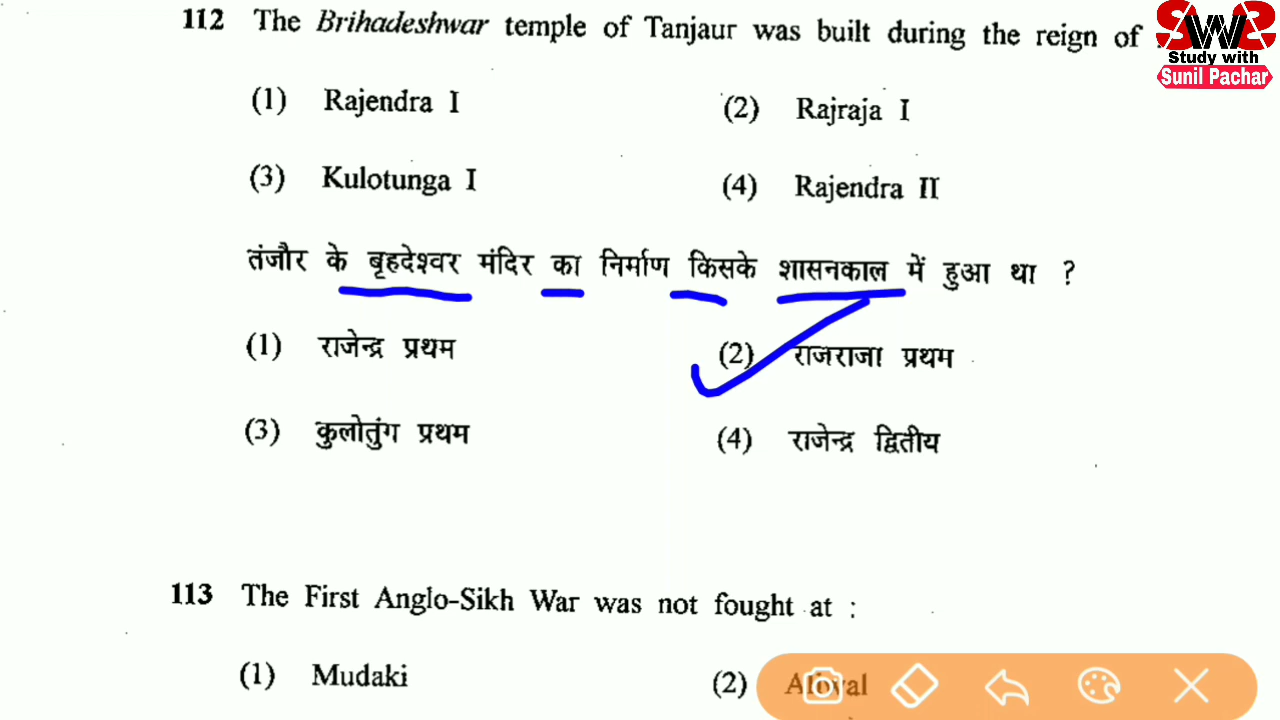 112 The Brihadeshwar temple of Tanjaur was built during the reign of
SWS
Study with
Sunil Pachar
(1) Rajendra I (2) Rajraja I
(3) Kulotunga I (4) Rajendra II
तंजौर के बृहदेश्वर मंदिर का निर्माण किसके शासनकाल में हुआ था ?
(1) राजेन्द्र प्रथम (2) राजराजा प्रथम
(3) कुलोतुंग प्रथम (4) राजेन्द्र द्वितीय
113 The First Anglo-Sikh War was not fought at :
(1) Mudaki (2) Aliwal